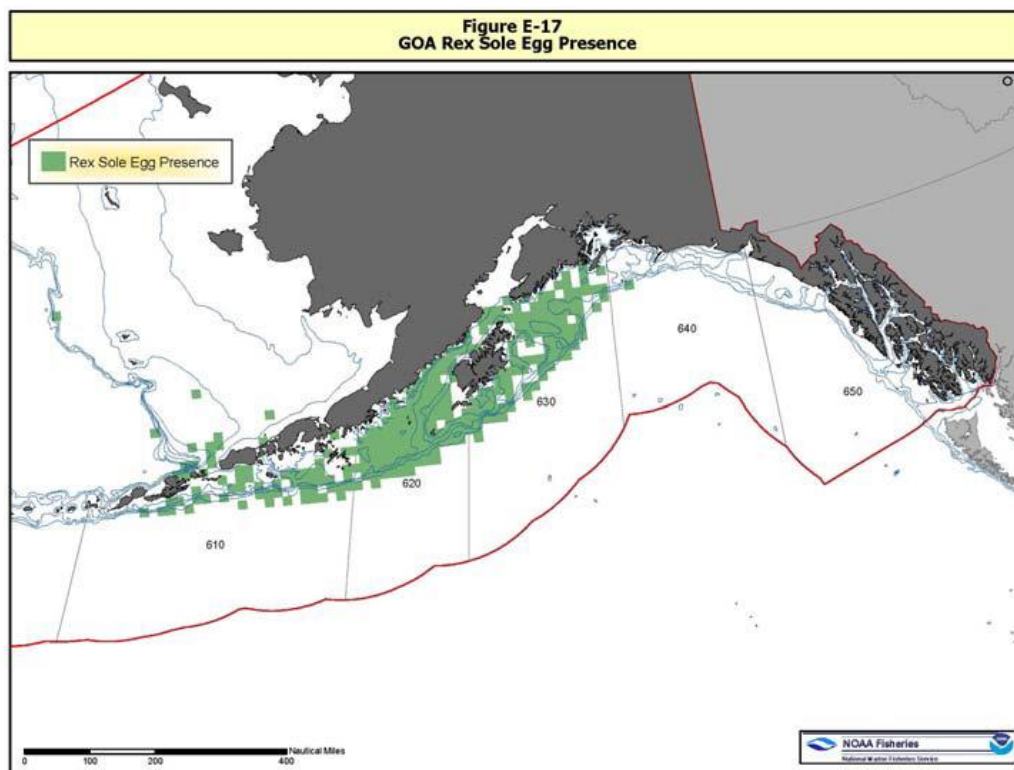 Figure E-17
GOA Rex Sole Egg Presence
Rex Sole Egg Presence
640
650
630
620
610
Nautical Miles
0 100 200 400
NOAA Fisheries
National Marine Fisheries Service